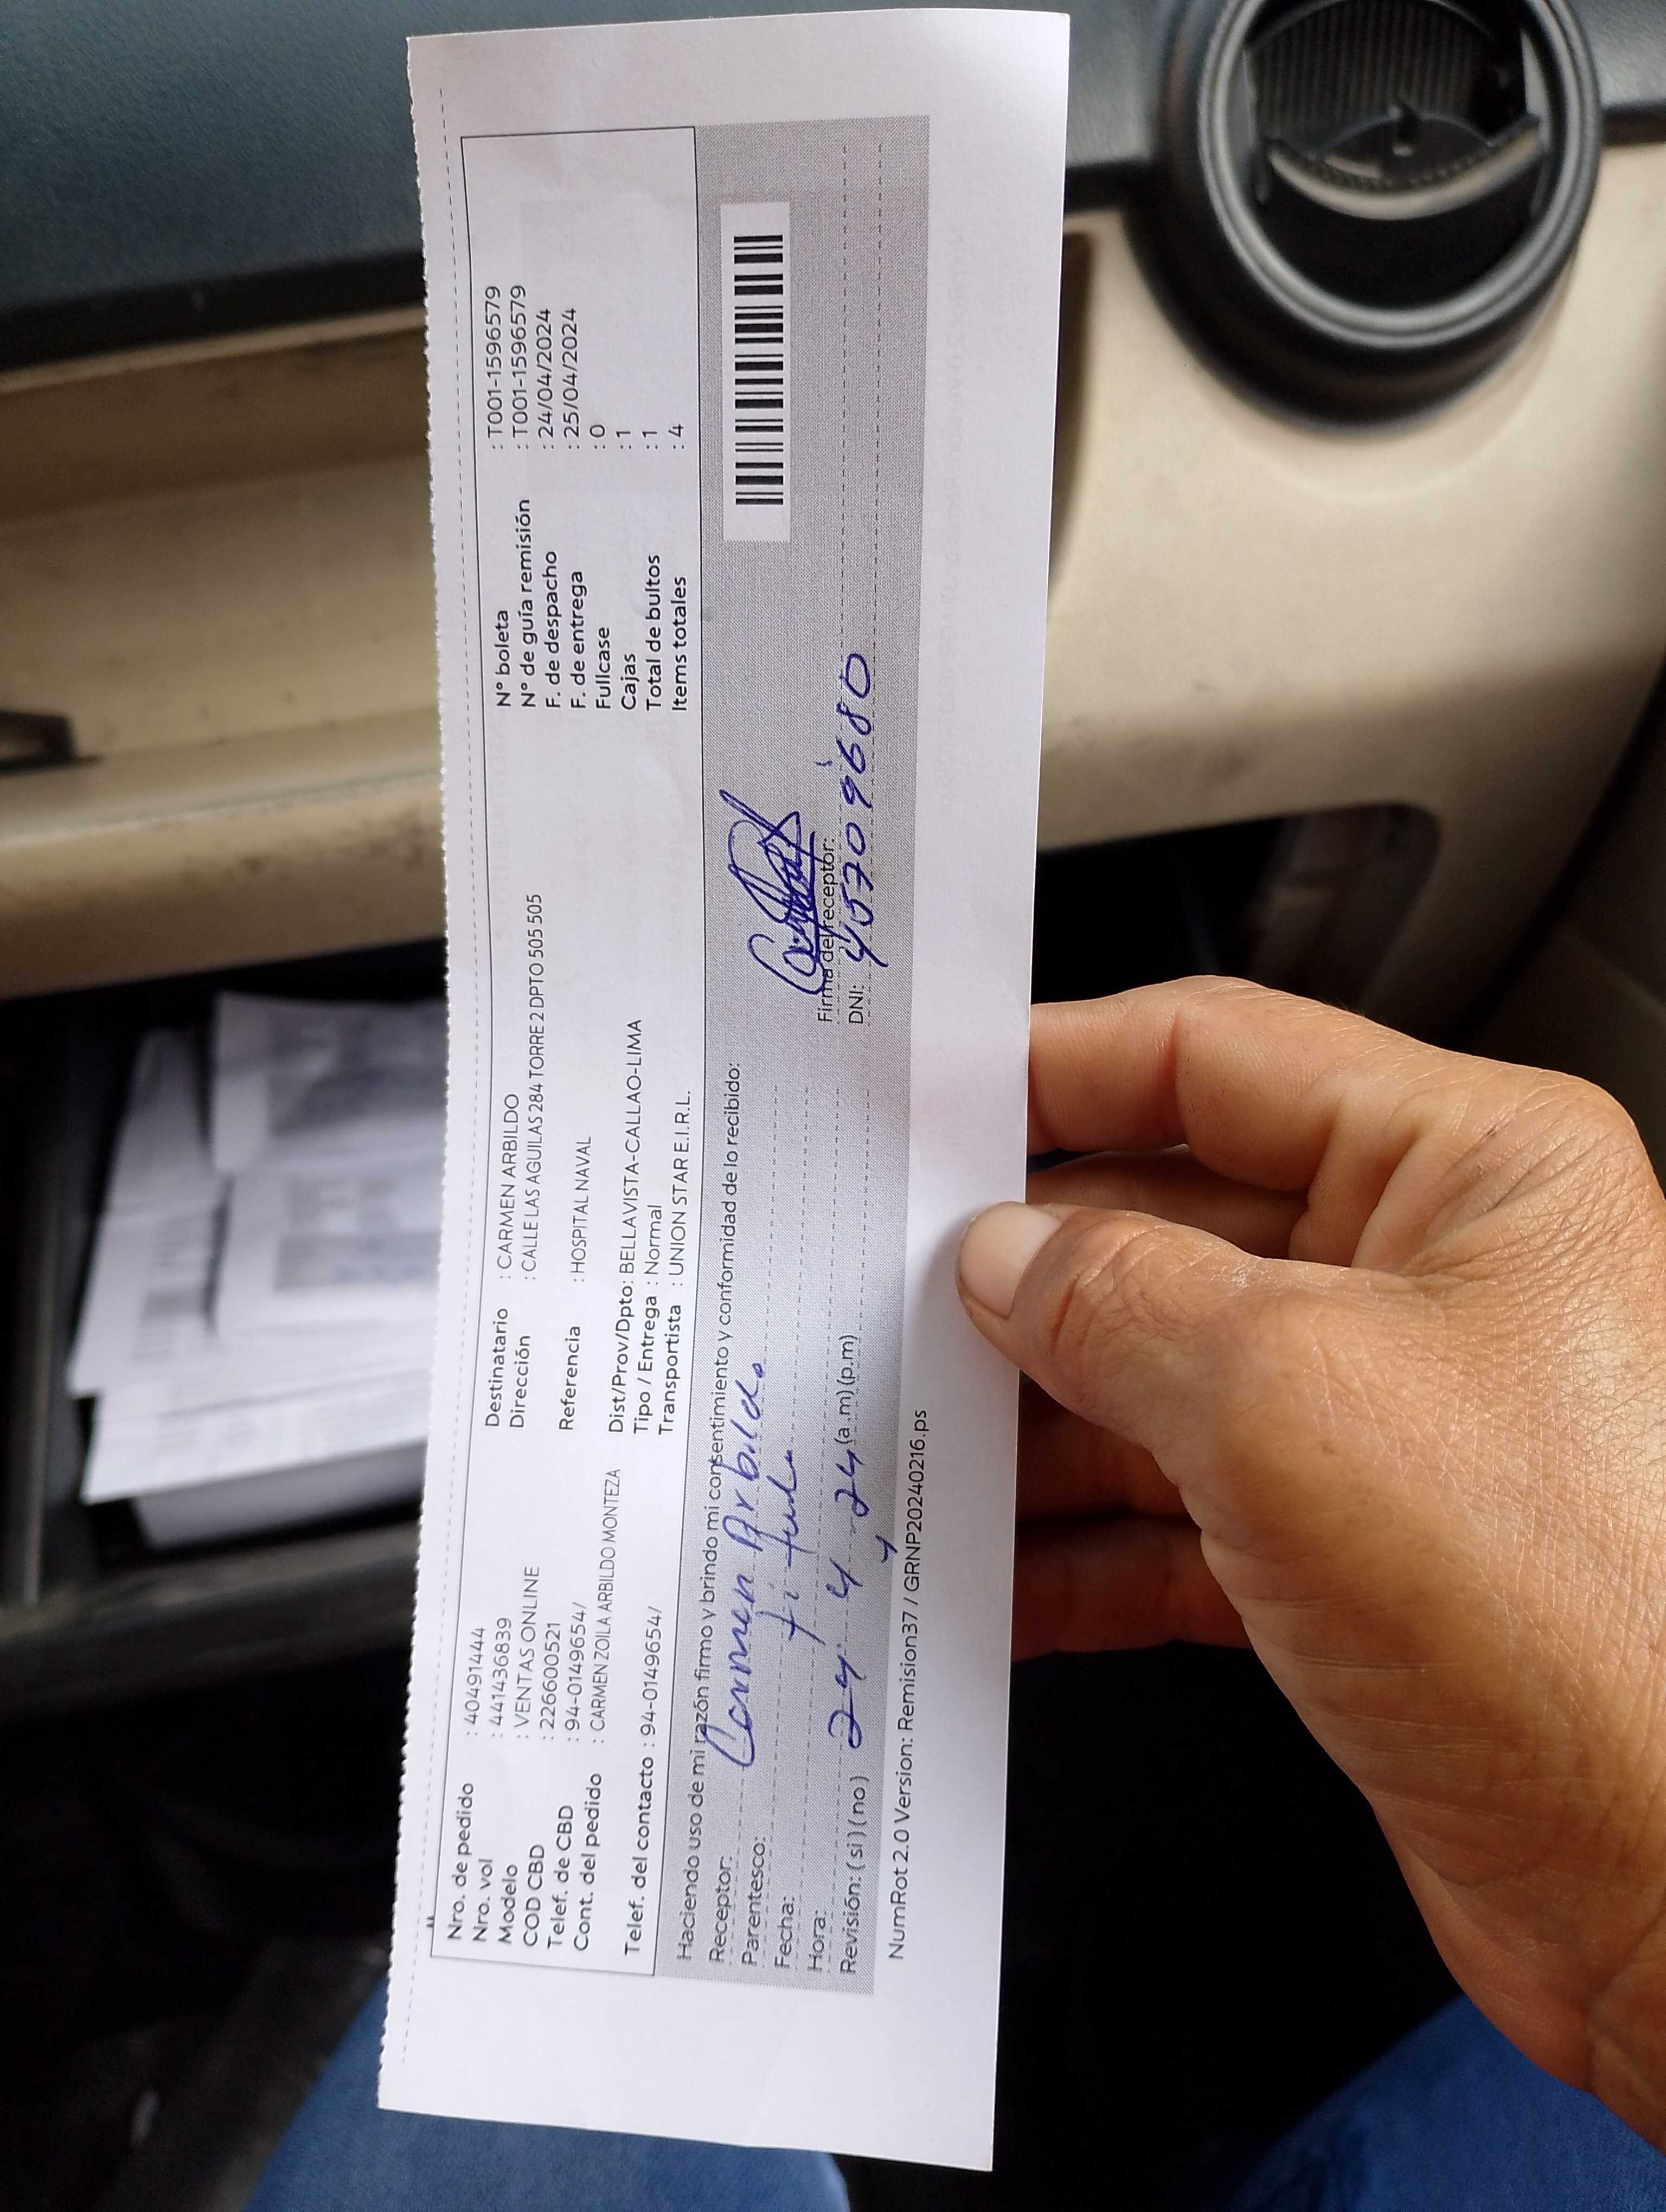 Nro. de pedido : 40491444
Nro. vol : 441436839
Modelo : VENTAS ONLINE
COD CBD : 226600521
Telef. de CBD : 94-0149654/
Cont. del pedido : CARMEN ZOILA ARBILDO MONTEZA
Telef. del contacto : 94-0149654/
Destinatario : CARMEN ARBILDO
Dirección : CALLE LAS AGUILAS 284 TORRE 2 DPTO 505 505
Referencia : HOSPITAL NAVAL
Dist/Prov/Dpto: BELLAVISTA-CALLAO-LIMA
Tipo / Entrega : Normal
Transportista : UNION STAR E.I.R.L.
N° boleta : T001-1596579
N° de guía remisión : T001-1596579
F. de despacho : 24/04/2024
F. de entrega : 25/04/2024
Fullcase : 0
Cajas : 1
Total de bultos : 1
Items totales : 4
Haciendo uso de mi razón firmo y brindo mi consentimiento y conformidad de lo recibido:
Receptor: Carmen Arbildo
Parentesco:
Fecha: 24 4 24
Hora: (a.m) (p.m)
Revisión: (si) (no)
Firma del receptor:
DNI: 45709680
NumRot 2.0 Version: Remision37 / GRNP20240216.ps